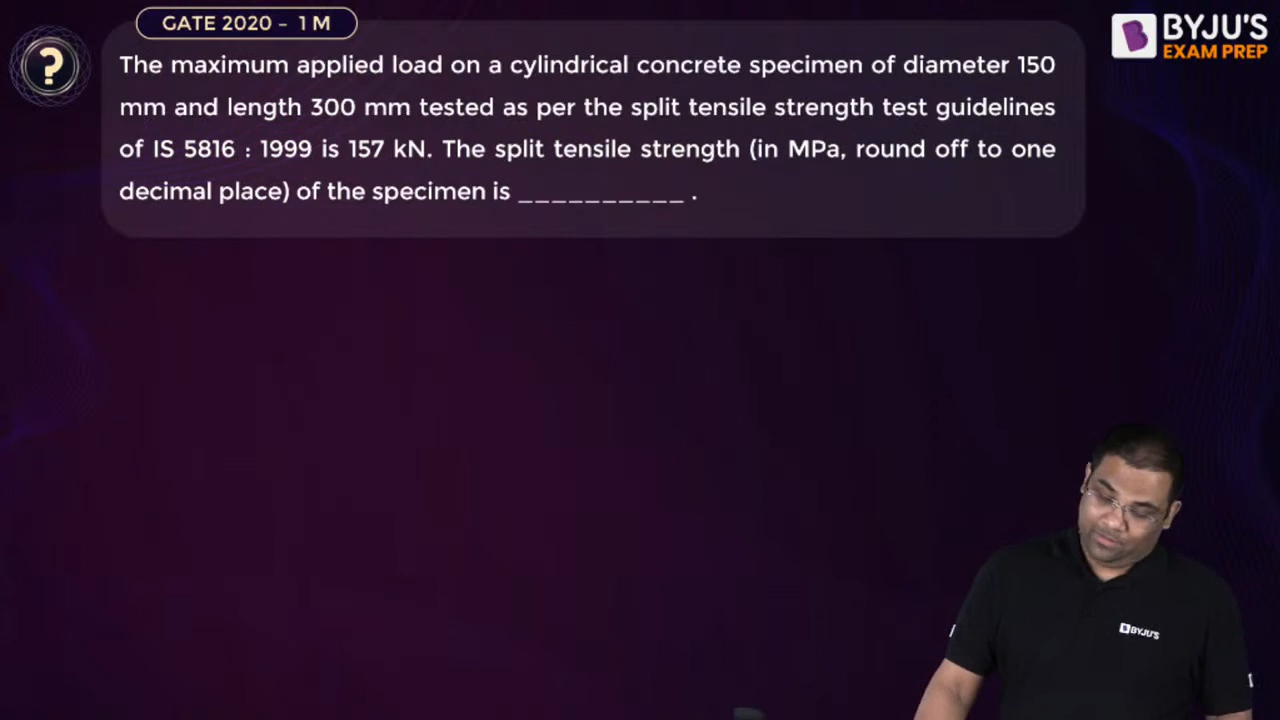 GATE 2020 – 1 M
BYJU'S
EXAM PREP
?
The maximum applied load on a cylindrical concrete specimen of diameter 150
mm and length 300 mm tested as per the split tensile strength test guidelines
of IS 5816 : 1999 is 157 kN. The split tensile strength (in MPa, round off to one
decimal place) of the specimen is __________ .
BYJU'S